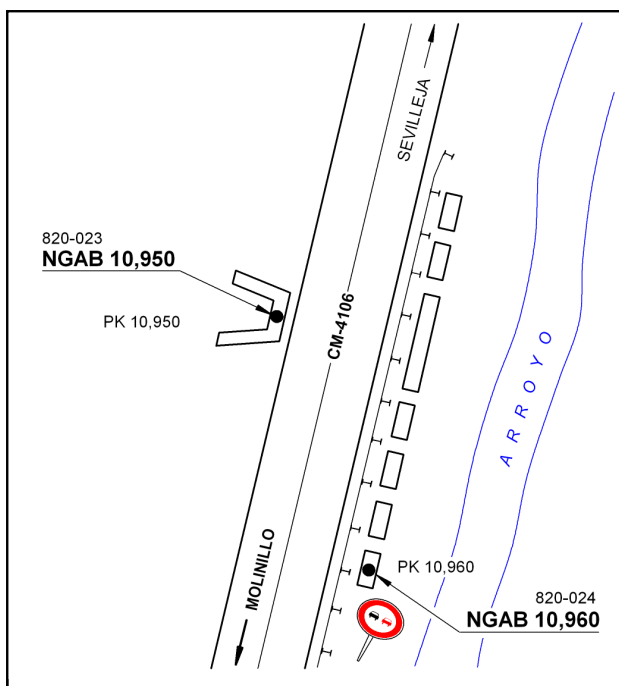 SEVILLEJA
820-023
NGAB 10,950
PK 10,950
CM-4106
ARROYO
MOLINILLO
PK 10,960
820-024
NGAB 10,960